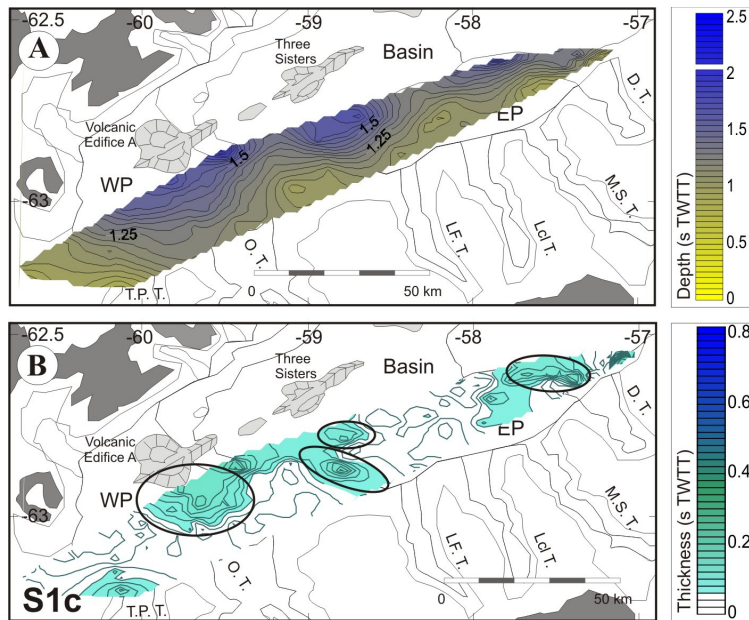 -62.5
-60
-59
-58
-57
A
Three
Sisters
Basin
Volcanic
Edifice A
WP
EP
D. T.
M.S. T.
-63
1.5
1.5
1.25
1.25
O. T.
LF. T.
Lcl T.
T.P. T.
0
50 km
2.5
2
1.5
1
0.5
0
Depth (s TWTT)
-62.5
-60
-59
-58
-57
B
Three
Sisters
Basin
Volcanic
Edifice A
WP
EP
D. T.
M.S. T.
-63
O. T.
LF. T.
Lcl T.
S1c
T.P. T.
0
50 km
0.8
0.6
0.4
0.2
0
Thickness (s TWTT)